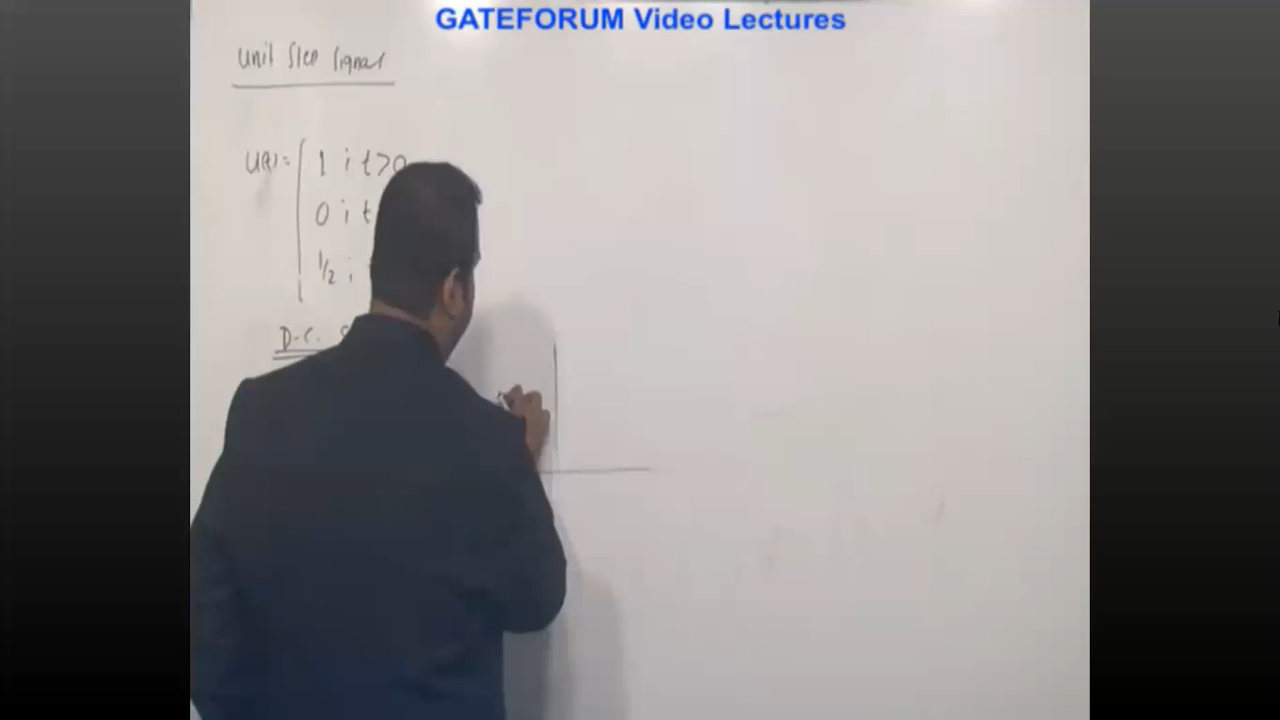 GATEFORUM Video Lectures
Unit Step Signal
U(t) = 1 ; t>0
0 ; t
1/2 ;
D.C. S